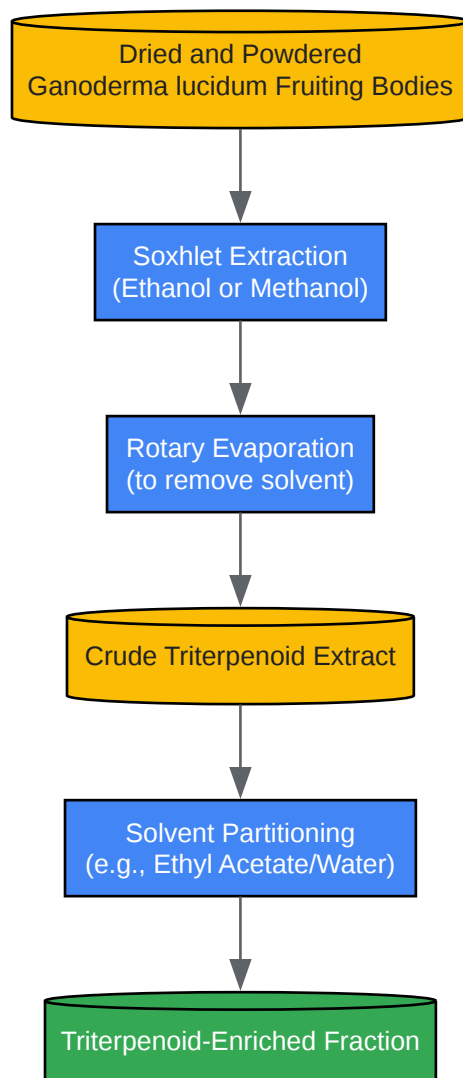 Dried and Powdered
Ganoderma lucidum Fruiting Bodies
Soxhlet Extraction
(Ethanol or Methanol)
Rotary Evaporation
(to remove solvent)
Crude Triterpenoid Extract
Solvent Partitioning
(e.g., Ethyl Acetate/Water)
Triterpenoid-Enriched Fraction